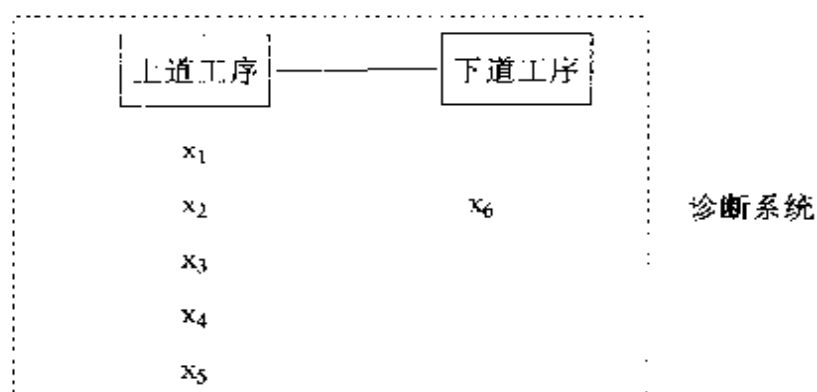 上道工序 下道工序
x₁
x₂ x₆ 诊断系统
x₃
x₄
x₅